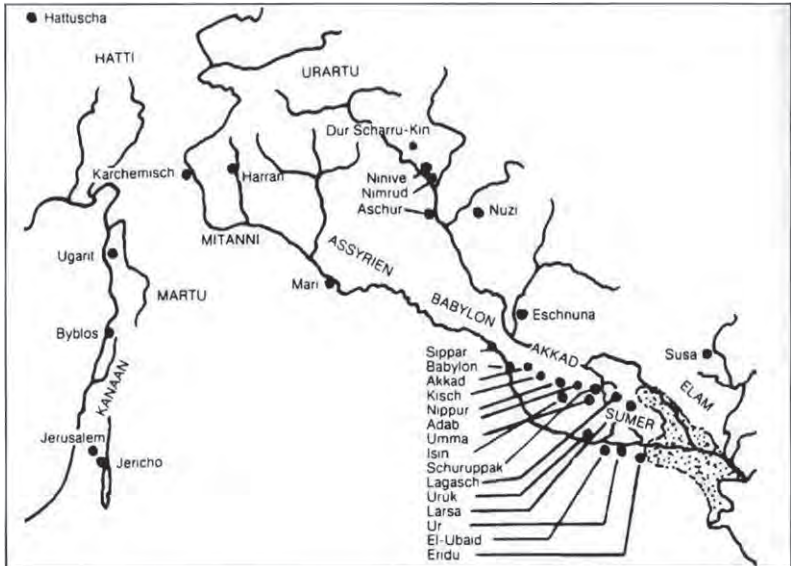 Hattuscha
HATTI
URARTU
Dur Scharru-Kin
Karchemisch
Harran
Ninive
Nimrud
Aschur
Nuzi
MITANNI
ASSYRIEN
Ugarit
MARTU
Mari
BABYLON
Eschnuna
Byblos
AKKAD
Susa
KANAAN
ELAM
SUMER
Sippar
Babylon
Akkad
Kisch
Nippur
Adab
Umma
Isin
Schuruppak
Lagasch
Uruk
Larsa
Ur
El-Ubaid
Eridu
Jerusalem
Jericho